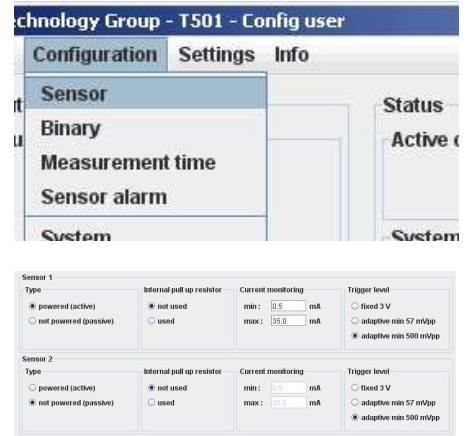 chnology Group - T501 - Config user
Configuration Settings Info
Sensor
Binary
Measurement time
Sensor alarm
System
Status
Active
System
Sensor 1
Type Internal pull up resistor Current monitoring Trigger level
powered (active) not used min : 0.5 mA fixed 3 V
not powered (passive) used max : 35.0 mA adaptive min 57 mVpp
adaptive min 500 mVpp
Sensor 2
Type Internal pull up resistor Current monitoring Trigger level
powered (active) not used min : 0.5 mA fixed 3 V
not powered (passive) used max : 35.0 mA adaptive min 57 mVpp
adaptive min 500 mVpp